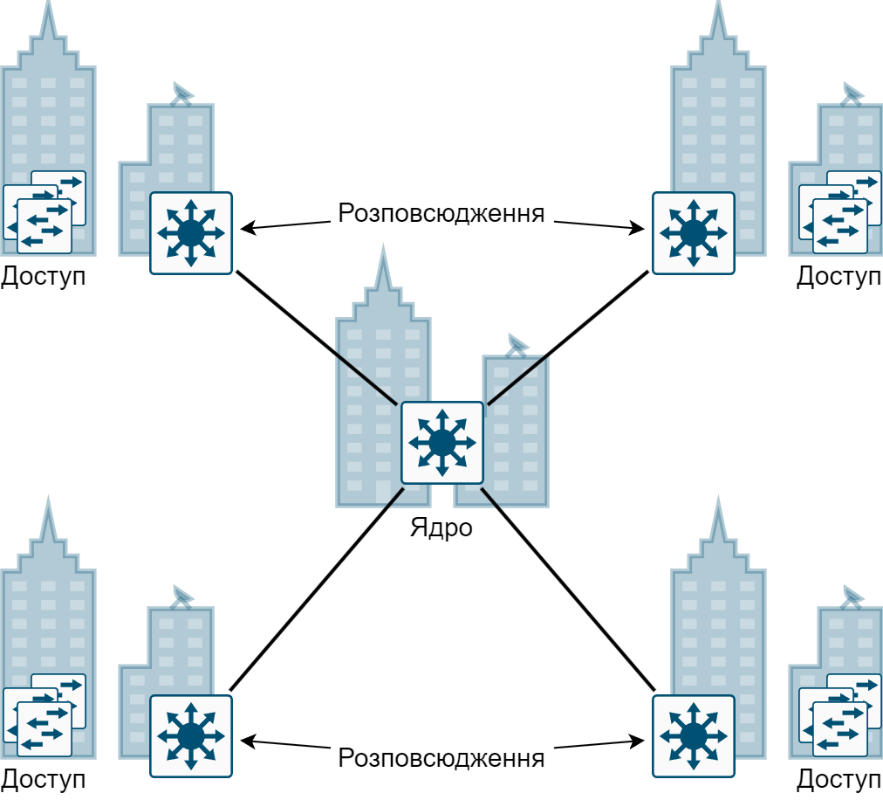 Розповсюдження
Доступ
Доступ
Ядро
Розповсюдження
Доступ
Доступ